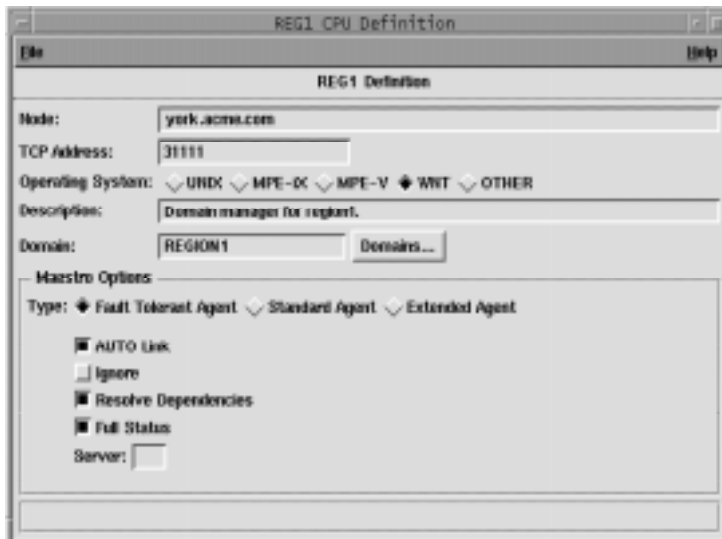 REG1 CPU Definition
File Help
REG1 Definition
Node: york.acme.com
TCP Address: 31111
Operating System: UNIX MPE-IX MPE-V WNT OTHER
Description: Domain manager for region1.
Domain: REGION1 Domains...
Maestro Options
Type: Fault Tolerant Agent Standard Agent Extended Agent
AUTO Link
Ignore
Resolve Dependencies
Full Status
Server: